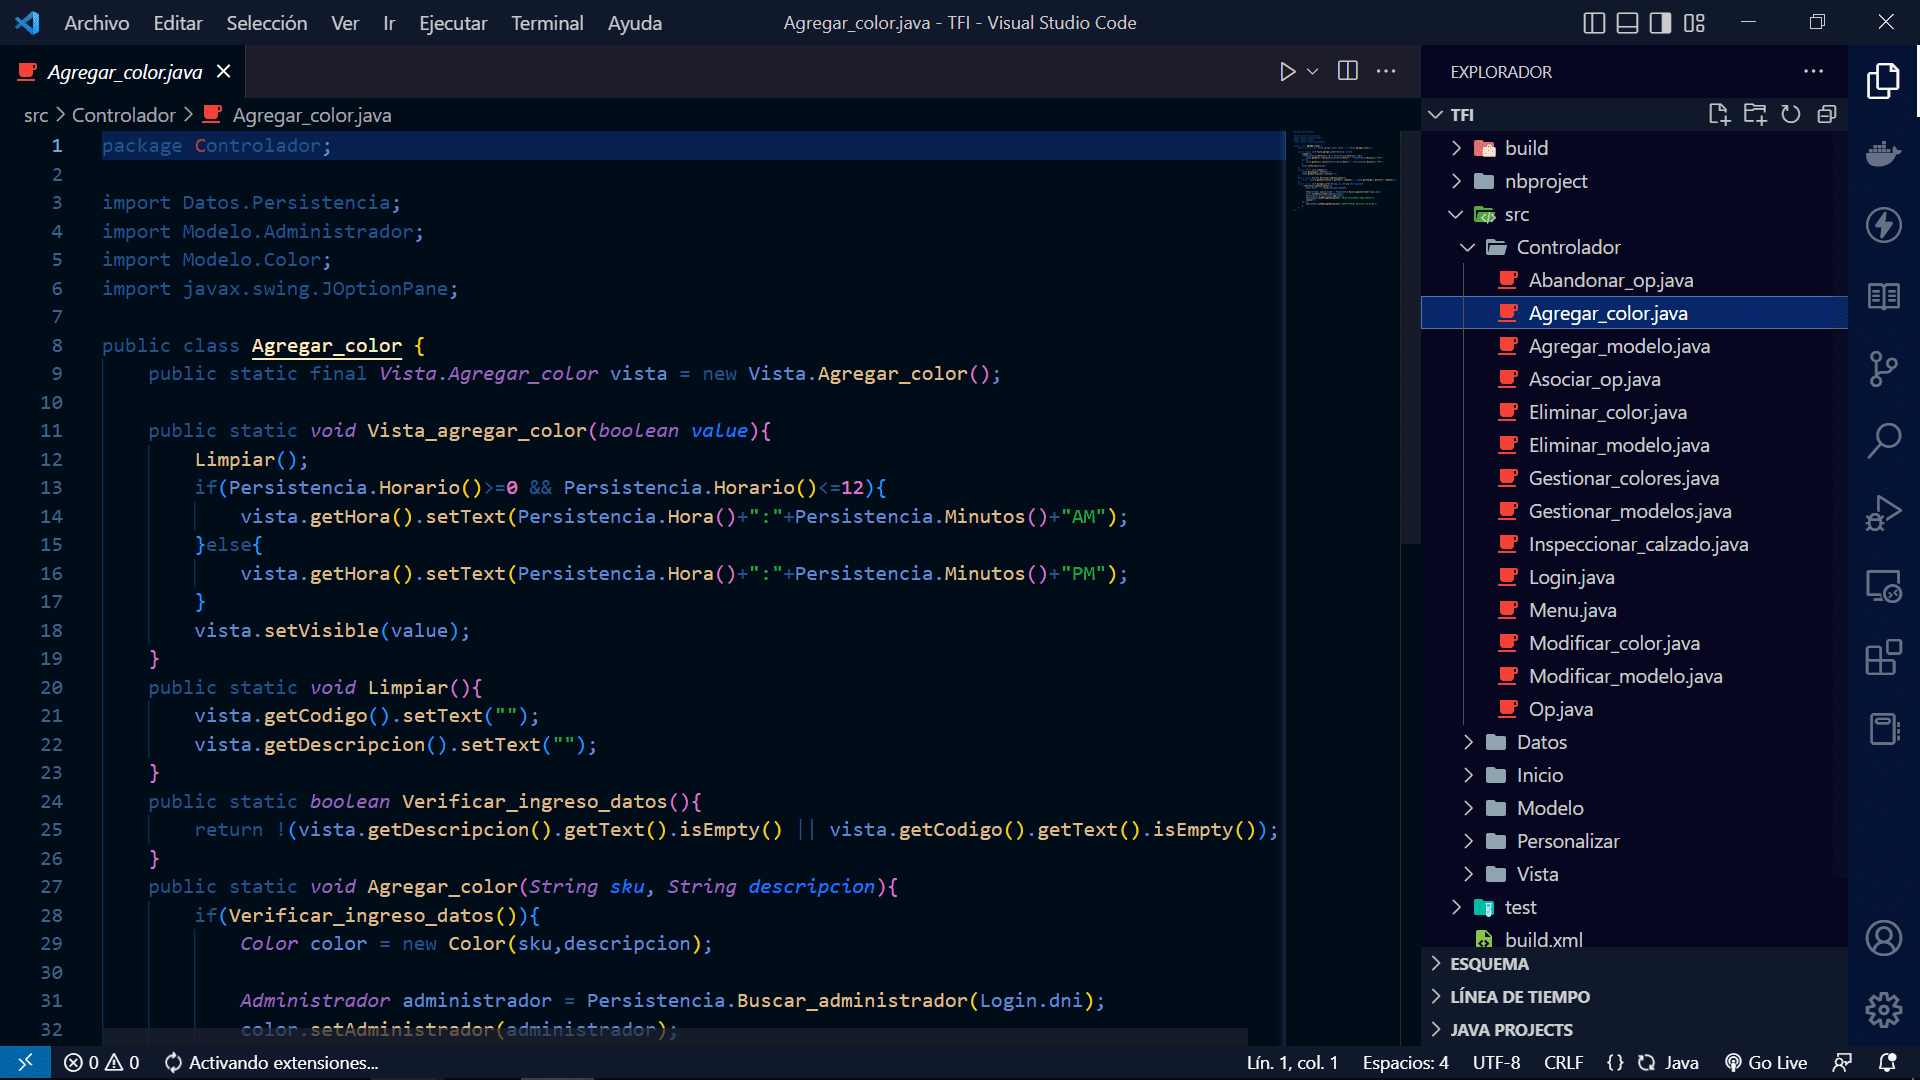 Archivo Editar Selección Ver Ir Ejecutar Terminal Ayuda
Agregar_color.java - TFI - Visual Studio Code
Agregar_color.java
src > Controlador > Agregar_color.java
1 package Controlador;
2
3 import Datos.Persistencia;
4 import Modelo.Administrador;
5 import Modelo.Color;
6 import javax.swing.JOptionPane;
7
8 public class Agregar_color {
9 public static final Vista.Agregar_color vista = new Vista.Agregar_color();
10
11 public static void Vista_agregar_color(boolean value){
12 Limpiar();
13 if(Persistencia.Horario()>=0 && Persistencia.Horario()<=12){
14 vista.getHora().setText(Persistencia.Hora()+":"+Persistencia.Minutos()+"AM");
15 }else{
16 vista.getHora().setText(Persistencia.Hora()+":"+Persistencia.Minutos()+"PM");
17 }
18 vista.setVisible(value);
19 }
20 public static void Limpiar(){
21 vista.getCodigo().setText("");
22 vista.getDescripcion().setText("");
23 }
24 public static boolean Verificar_ingreso_datos(){
25 return !(vista.getDescripcion().getText().isEmpty() || vista.getCodigo().getText().isEmpty());
26 }
27 public static void Agregar_color(String sku, String descripcion){
28 if(Verificar_ingreso_datos()){
29 Color color = new Color(sku,descripcion);
30
31 Administrador administrador = Persistencia.Buscar_administrador(Login.dni);
32 color.setAdministrador(administrador);
EXPLORADOR
TFI
build
nbproject
src
Controlador
Abandonar_op.java
Agregar_color.java
Agregar_modelo.java
Asociar_op.java
Eliminar_color.java
Eliminar_modelo.java
Gestionar_colores.java
Gestionar_modelos.java
Inspeccionar_calzado.java
Login.java
Menu.java
Modificar_color.java
Modificar_modelo.java
Op.java
Datos
Inicio
Modelo
Personalizar
Vista
test
build.xml
ESQUEMA
LÍNEA DE TIEMPO
JAVA PROJECTS
0 0 Activando extensiones...
Lín. 1, col. 1 Espacios: 4 UTF-8 CRLF {} Java Go Live